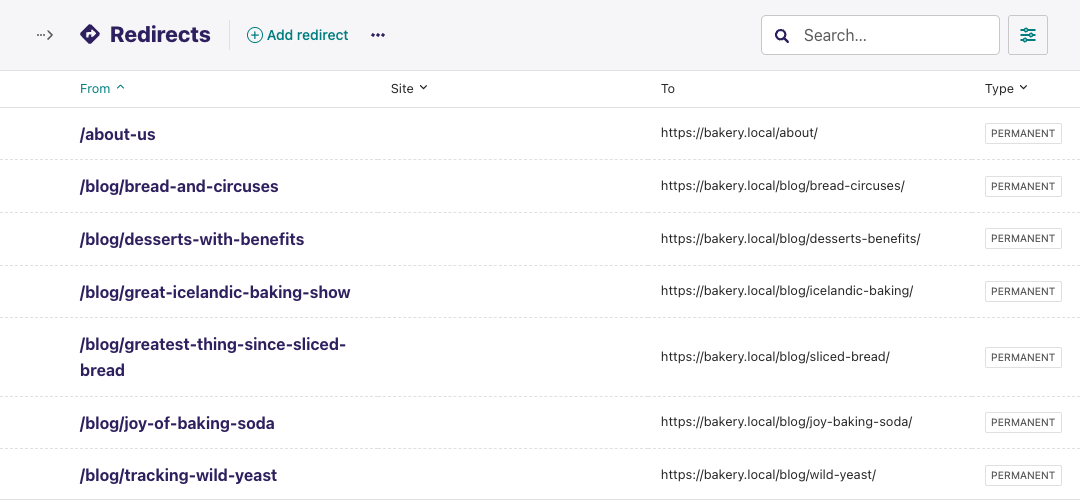 Redirects
Add redirect
Search...
From Site To Type
/about-us https://bakery.local/about/ PERMANENT
/blog/bread-and-circuses https://bakery.local/blog/bread-circuses/ PERMANENT
/blog/desserts-with-benefits https://bakery.local/blog/desserts-benefits/ PERMANENT
/blog/great-icelandic-baking-show https://bakery.local/blog/icelandic-baking/ PERMANENT
/blog/greatest-thing-since-sliced-
bread https://bakery.local/blog/sliced-bread/ PERMANENT
/blog/joy-of-baking-soda https://bakery.local/blog/joy-baking-soda/ PERMANENT
/blog/tracking-wild-yeast https://bakery.local/blog/wild-yeast/ PERMANENT